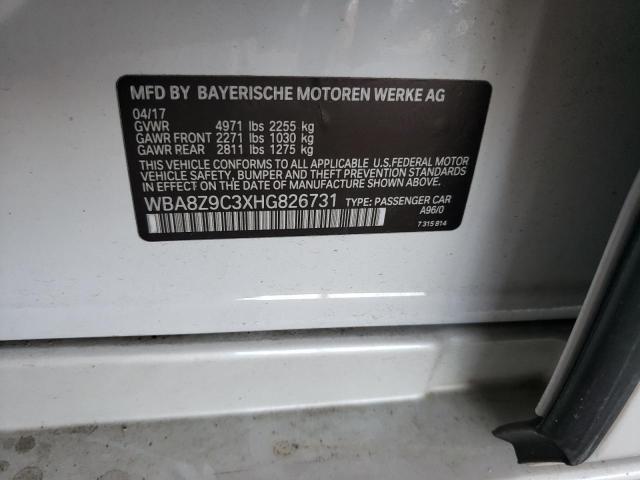 MFD BY BAYERISCHE MOTOREN WERKE AG
04/17
GVWR 4971 lbs 2255 kg
GAWR FRONT 2271 lbs 1030 kg
GAWR REAR 2811 lbs 1275 kg
THIS VEHICLE CONFORMS TO ALL APPLICABLE U.S.FEDERAL MOTOR
VEHICLE SAFETY, BUMPER, AND THEFT PREVENTION STANDARDS
IN EFFECT ON THE DATE OF MANUFACTURE SHOWN ABOVE.
WBA8Z9C3XHG826731 TYPE: PASSENGER CAR
A96/0
7 315 814